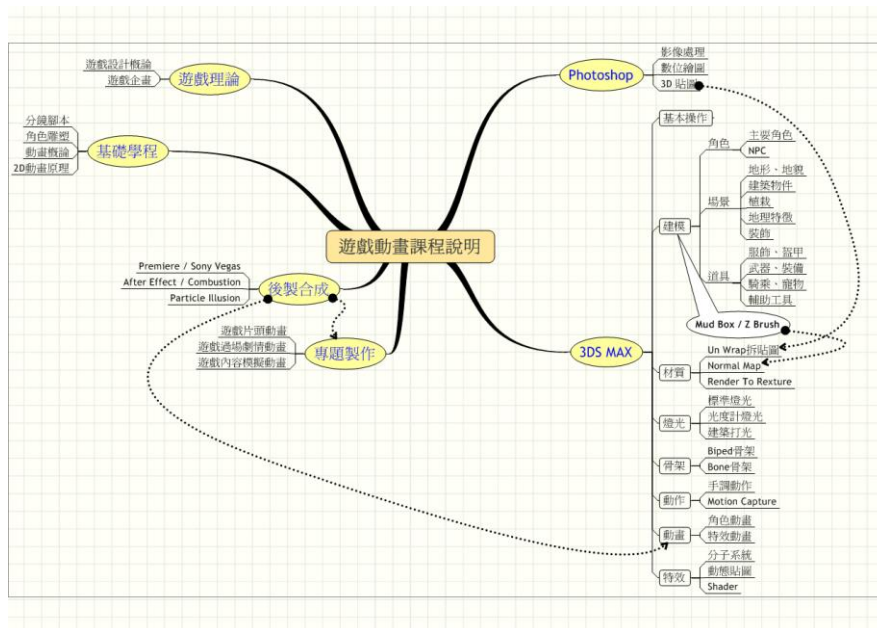 遊戲動畫課程說明
遊戲理論
遊戲設計概論
遊戲企畫
基礎學程
分鏡腳本
角色雕塑
動畫概論
2D動畫原理
後製合成
Premiere / Sony Vegas
After Effect / Combustion
Particle Illusion
專題製作
遊戲片頭動畫
遊戲過場劇情動畫
遊戲內容模擬動畫
Photoshop
影像處理
數位繪圖
3D 貼圖
3DS MAX
基本操作
建模
角色
主要角色
NPC
場景
地形、地貌
建築物件
植栽
地理特徵
裝飾
道具
服飾、盔甲
武器、裝備
騎乘、寵物
輔助工具
Mud Box / Z Brush
材質
Un Wrap拆貼圖
Normal Map
Render To Rexture
燈光
標準燈光
光度計燈光
建築打光
骨架
Biped骨架
Bone骨架
動作
手調動作
Motion Capture
動畫
角色動畫
特效動畫
特效
分子系統
動態貼圖
Shader